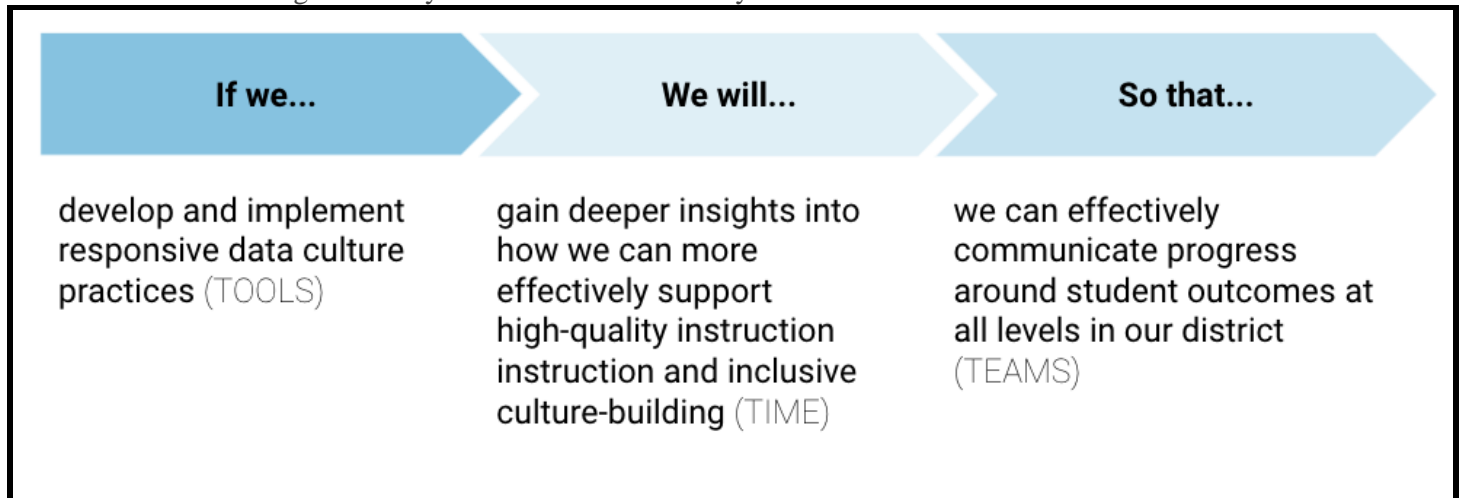 If we...
We will...
So that...
develop and implement
responsive data culture
practices (TOOLS)
gain deeper insights into
how we can more
effectively support
high-quality instruction
instruction and inclusive
culture-building (TIME)
we can effectively
communicate progress
around student outcomes at
all levels in our district
(TEAMS)